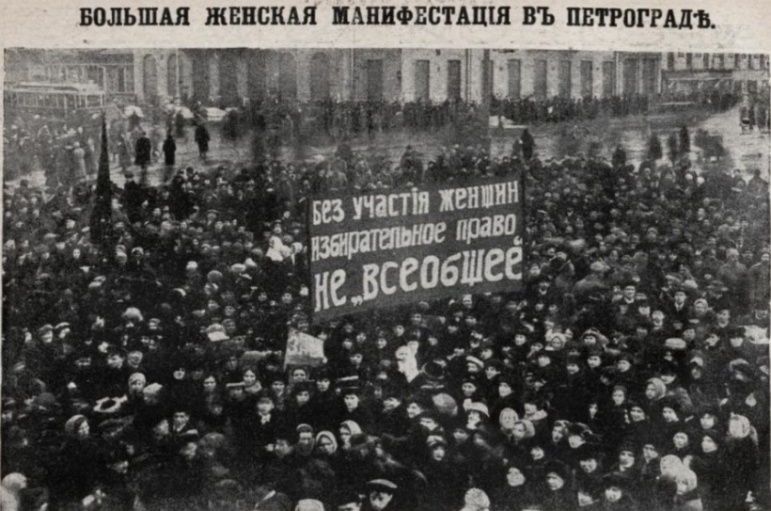 БОЛЬШАЯ ЖЕНСКАЯ МАНИФЕСТАЦІЯ ВЪ ПЕТРОГРАДѢ.
БЕЗ УЧАСТІЯ ЖЕНЩИН
ИЗБИРАТЕЛЬНОЕ ПРАВО
НЕ „ВСЕОБЩЕЕ"